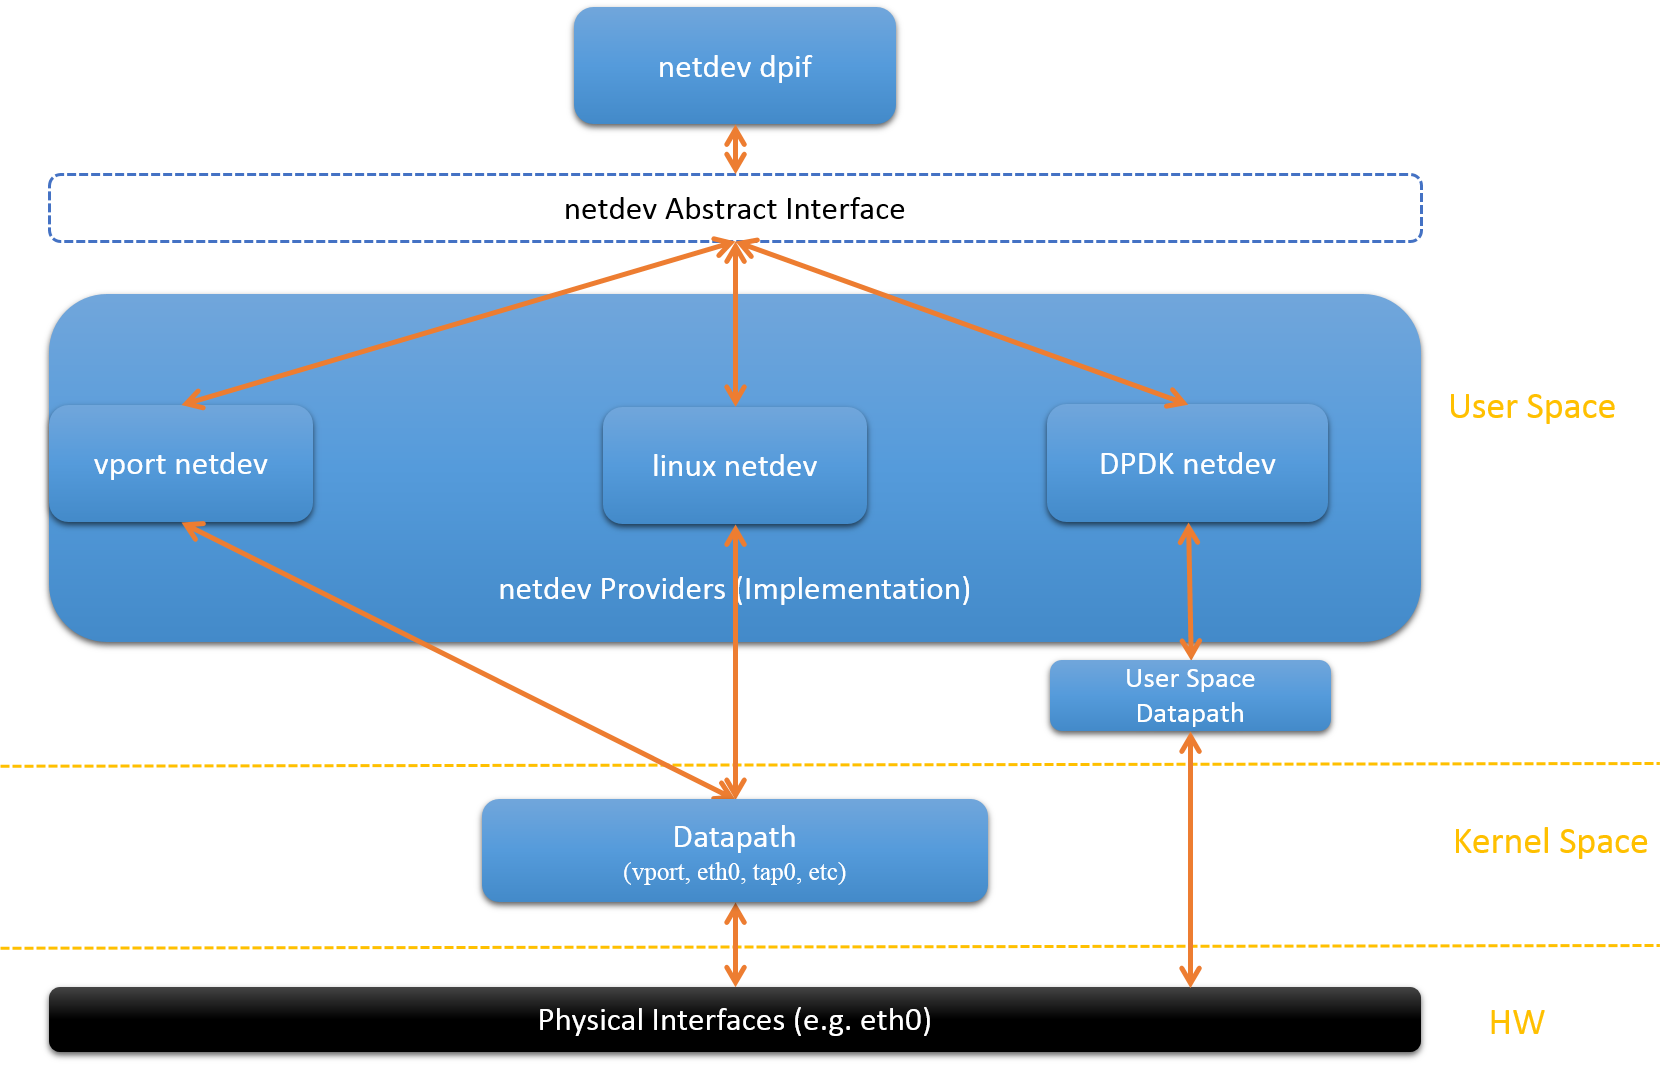 netdev dpif
netdev Abstract Interface
User Space
vport netdev
linux netdev
DPDK netdev
netdev Providers (Implementation)
User Space
Datapath
Datapath
(vport, eth0, tap0, etc)
Kernel Space
Physical Interfaces (e.g. eth0)
HW